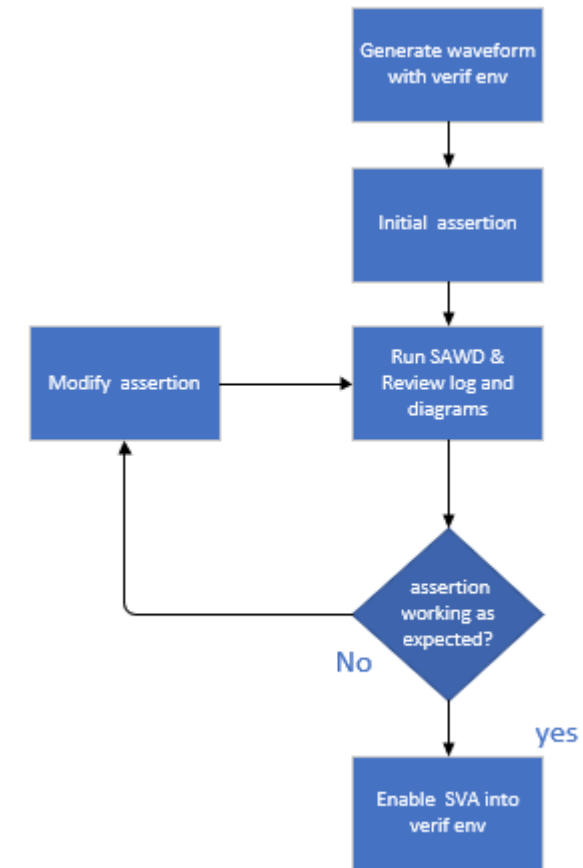 Generate waveform
with verif env
Initial assertion
Modify assertion
Run SAWD &
Review log and
diagrams
assertion
working as
expected?
No
yes
Enable SVA into
verif env